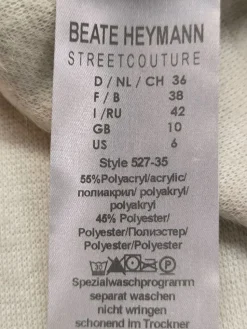 BEATE HEYMANN
STREETCOUTURE
D / NL / CH 36
F / B 38
I / RU 42
GB 10
US 6
Style 527-35
55%Polyacryl/acrylic/
полиакрил/ polyakryl/
polyakryl
45% Polyester/
Polyester/Полиэстер/
Polyester/Polyester
Spezialwaschprogramm
separat waschen
nicht wringen
schonend im Trockner